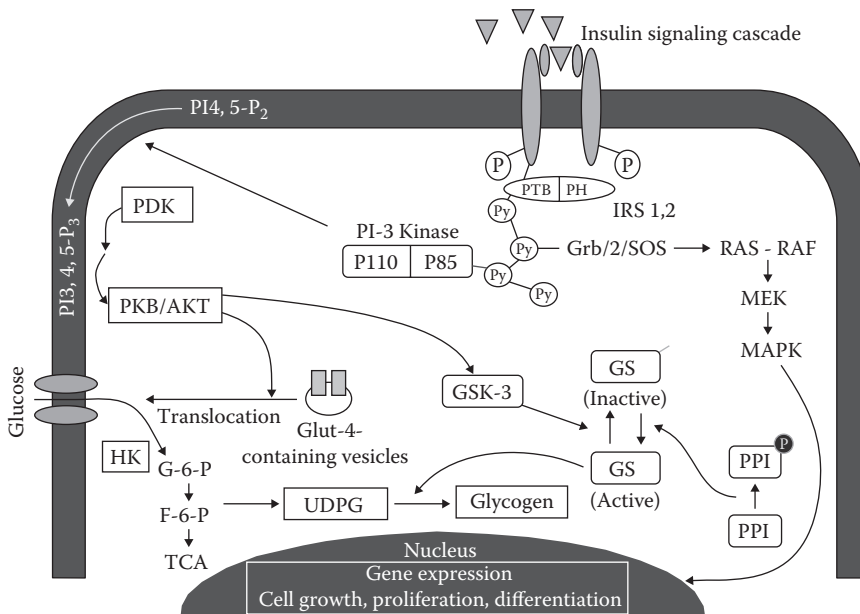 Insulin signaling cascade
PI4, 5-P2
PI3, 4, 5-P3
P
P
PTB PH
IRS 1,2
PDK
PI-3 Kinase
P110 P85
Py
Py
Py
Py
Grb/2/SOS
RAS - RAF
MEK
MAPK
PKB/AKT
Glucose
Translocation
Glut-4-
containing vesicles
GSK-3
GS
(Inactive)
GS
(Active)
PPI
P
PPI
HK
G-6-P
F-6-P
TCA
UDPG
Glycogen
Nucleus
Gene expression
Cell growth, proliferation, differentiation